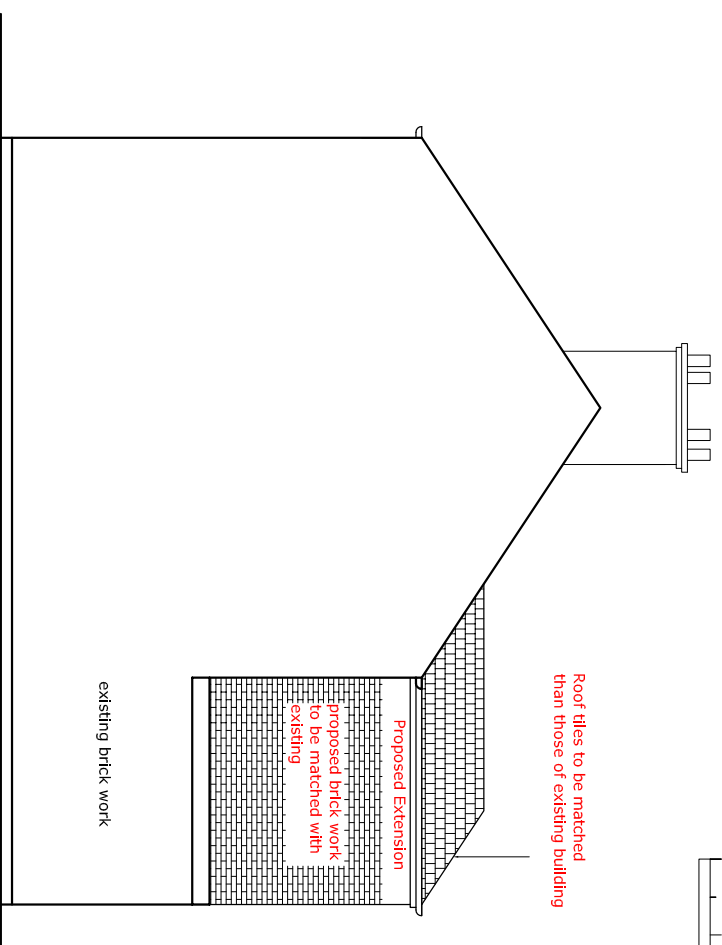 Roof tiles to be matched
than those of existing building
Proposed Extension
proposed brick work
to be matched with
existing
existing brick work